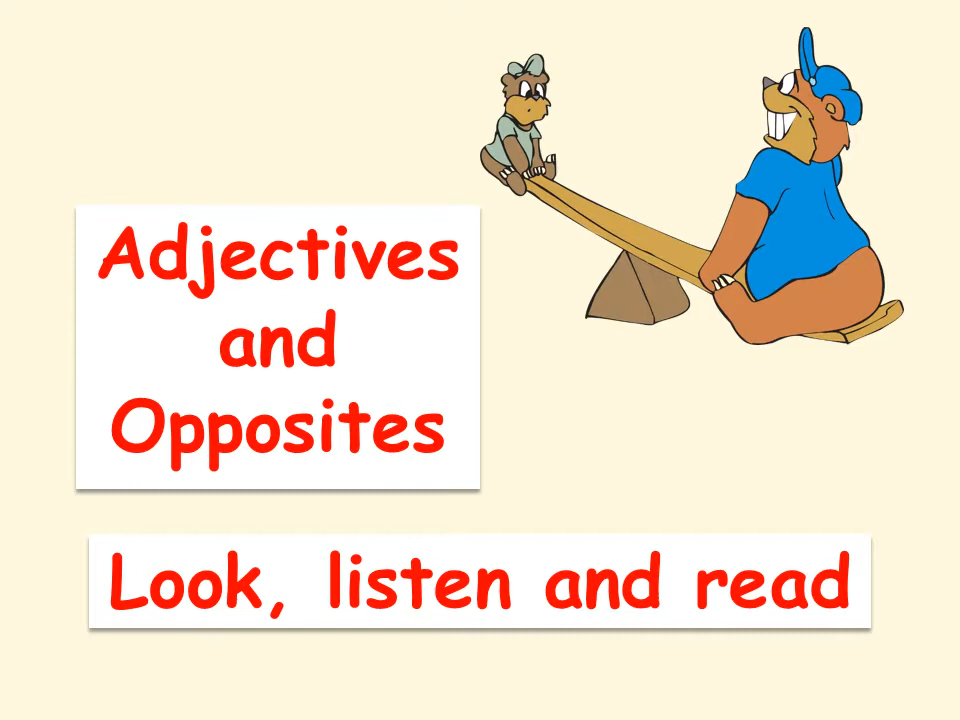 Adjectives
and
Opposites
Look, listen and read